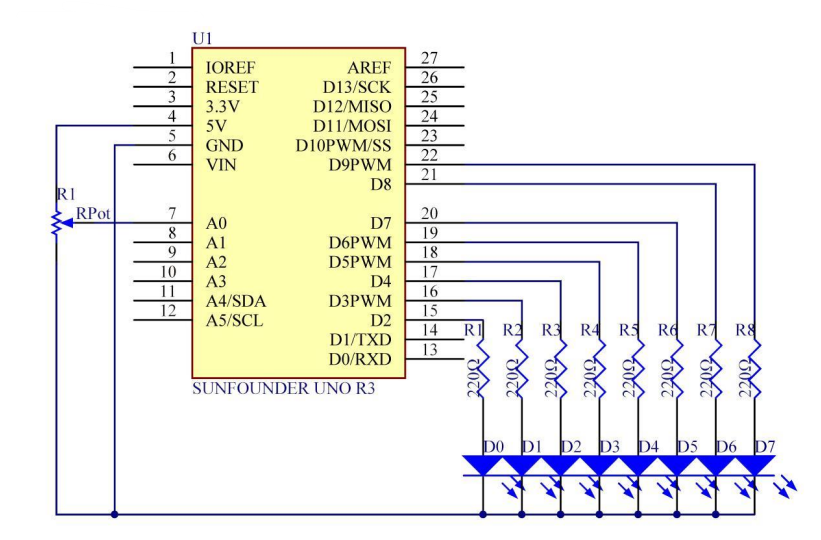 U1
1 IOREF AREF 27
2 RESET D13/SCK 26
3 3.3V D12/MISO 25
4 5V D11/MOSI 24
5 GND D10PWM/SS 23
6 VIN D9PWM 22
D8 21
R1
RPot
7 A0 D7 20
8 A1 D6PWM 19
9 A2 D5PWM 18
10 A3 D4 17
11 A4/SDA D3PWM 16
12 A5/SCL D2 15
D1/TXD 14
D0/RXD 13
SUNFOUNDER UNO R3
R1 R2 R3 R4 R5 R6 R7 R8
220Ω 220Ω 220Ω 220Ω 220Ω 220Ω 220Ω 220Ω
D0 D1 D2 D3 D4 D5 D6 D7